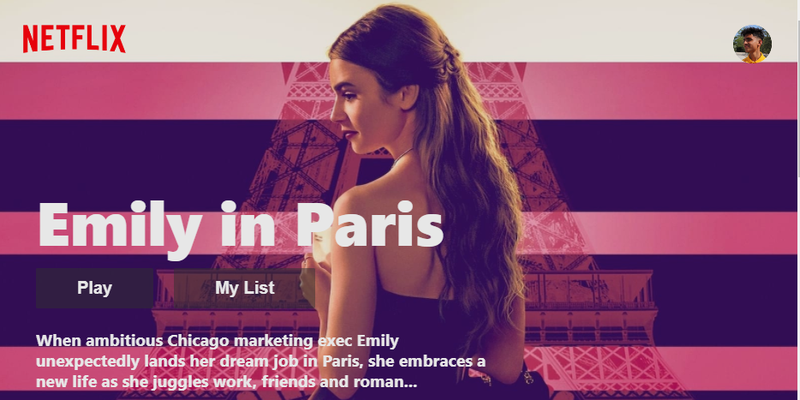 NETFLIX
Emily in Paris
Play
My List
When ambitious Chicago marketing exec Emily
unexpectedly lands her dream job in Paris, she embraces a
new life as she juggles work, friends and roman...